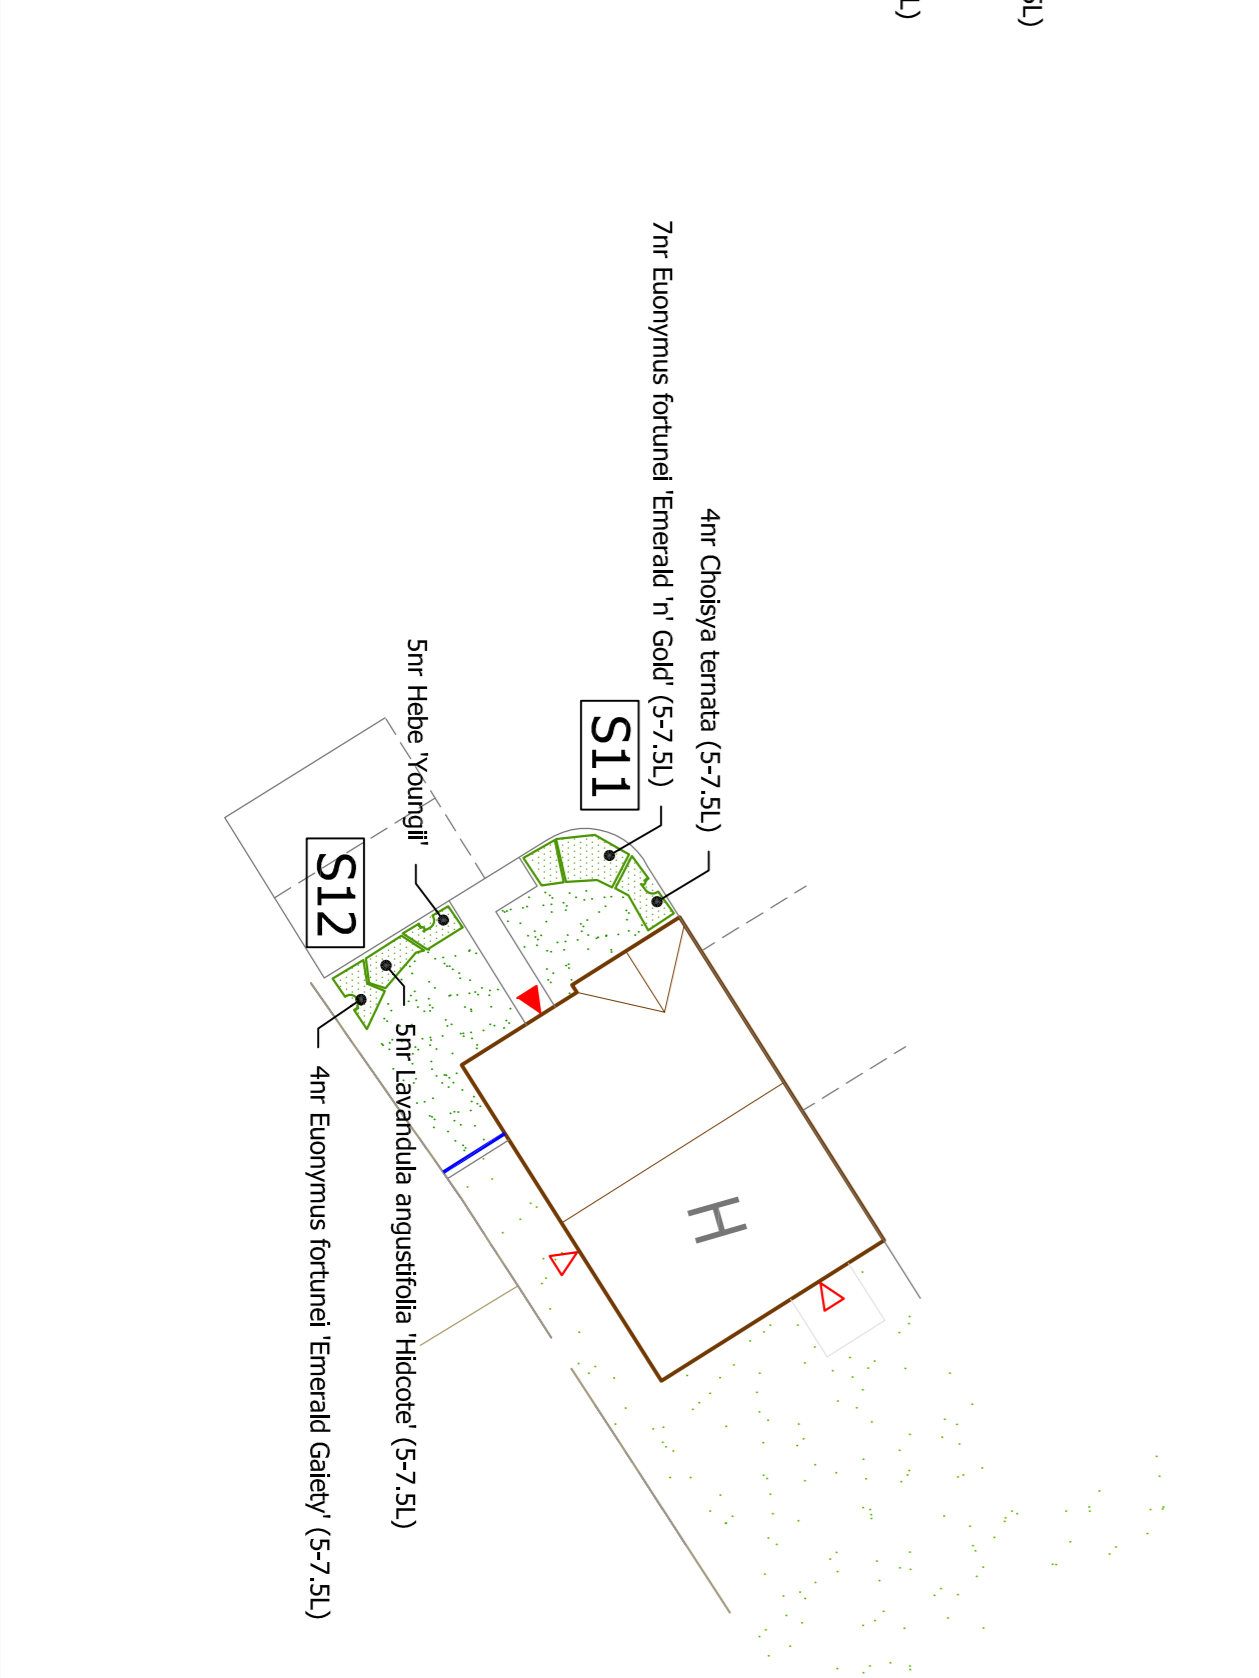 L)
5L)
4nr Choisya ternata (5-7.5L)
7nr Euonymus fortunei 'Emerald 'n' Gold' (5-7.5L)
S11
5nr Hebe 'Youngii'
S12
5nr Lavandula angustifolia 'Hidcote' (5-7.5L)
4nr Euonymus fortunei 'Emerald Gaiety' (5-7.5L)
H